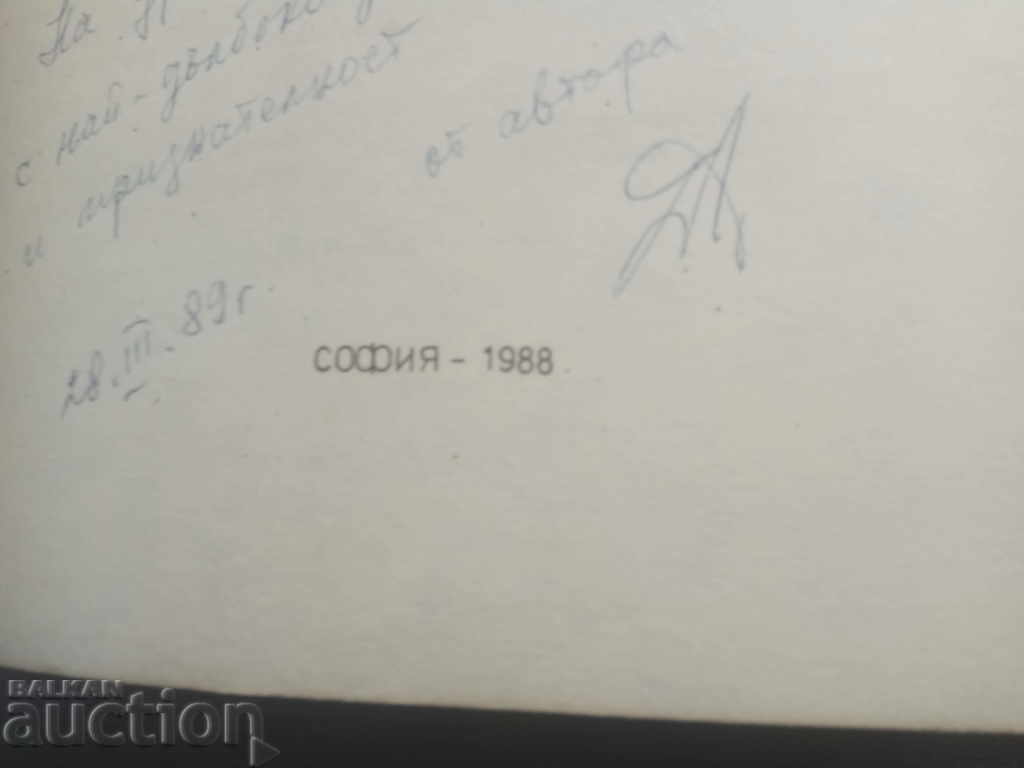 На
с най-дълбоко
и признателност
от автора
28.III.89г.
СОФИЯ - 1988.
BALKAN
auction